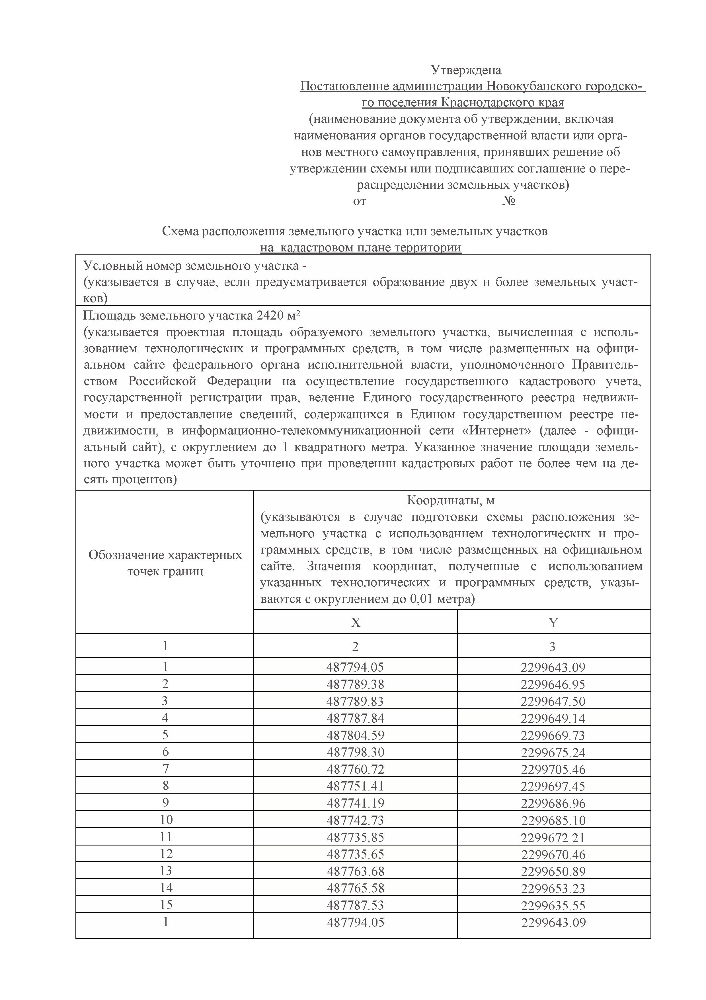 Утверждена
Постановление администрации Новокубанского городско-
го поселения Краснодарского края
(наименование документа об утверждении, включая
наименования органов государственной власти или орга-
нов местного самоуправления, принявших решение об
утверждении схемы или подписавших соглашение о пере-
распределении земельных участков)
от №
Схема расположения земельного участка или земельных участков
на кадастровом плане территории
Условный номер земельного участка -
(указывается в случае, если предусматривается образование двух и более земельных участ-
ков)
Площадь земельного участка 2420 м²
(указывается проектная площадь образуемого земельного участка, вычисленная с исполь-
зованием технологических и программных средств, в том числе размещенных на офици-
альном сайте федерального органа исполнительной власти, уполномоченного Правитель-
ством Российской Федерации на осуществление государственного кадастрового учета,
государственной регистрации прав, ведение Единого государственного реестра недвижи-
мости и предоставление сведений, содержащихся в Едином государственном реестре не-
движимости, в информационно-телекоммуникационной сети «Интернет» (далее - офици-
альный сайт), с округлением до 1 квадратного метра. Указанное значение площади земель-
ного участка может быть уточнено при проведении кадастровых работ не более чем на де-
сять процентов)
Обозначение характерных
точек границ
Координаты, м
(указываются в случае подготовки схемы расположения зе-
мельного участка с использованием технологических и про-
граммных средств, в том числе размещенных на официальном
сайте. Значения координат, полученные с использованием
указанных технологических и программных средств, указы-
ваются с округлением до 0,01 метра)
X Y
1 2 3
1 487794.05 2299643.09
2 487789.38 2299646.95
3 487789.83 2299647.50
4 487787.84 2299649.14
5 487804.59 2299669.73
6 487798.30 2299675.24
7 487760.72 2299705.46
8 487751.41 2299697.45
9 487741.19 2299686.96
10 487742.73 2299685.10
11 487735.85 2299672.21
12 487735.65 2299670.46
13 487763.68 2299650.89
14 487765.58 2299653.23
15 487787.53 2299635.55
1 487794.05 2299643.09